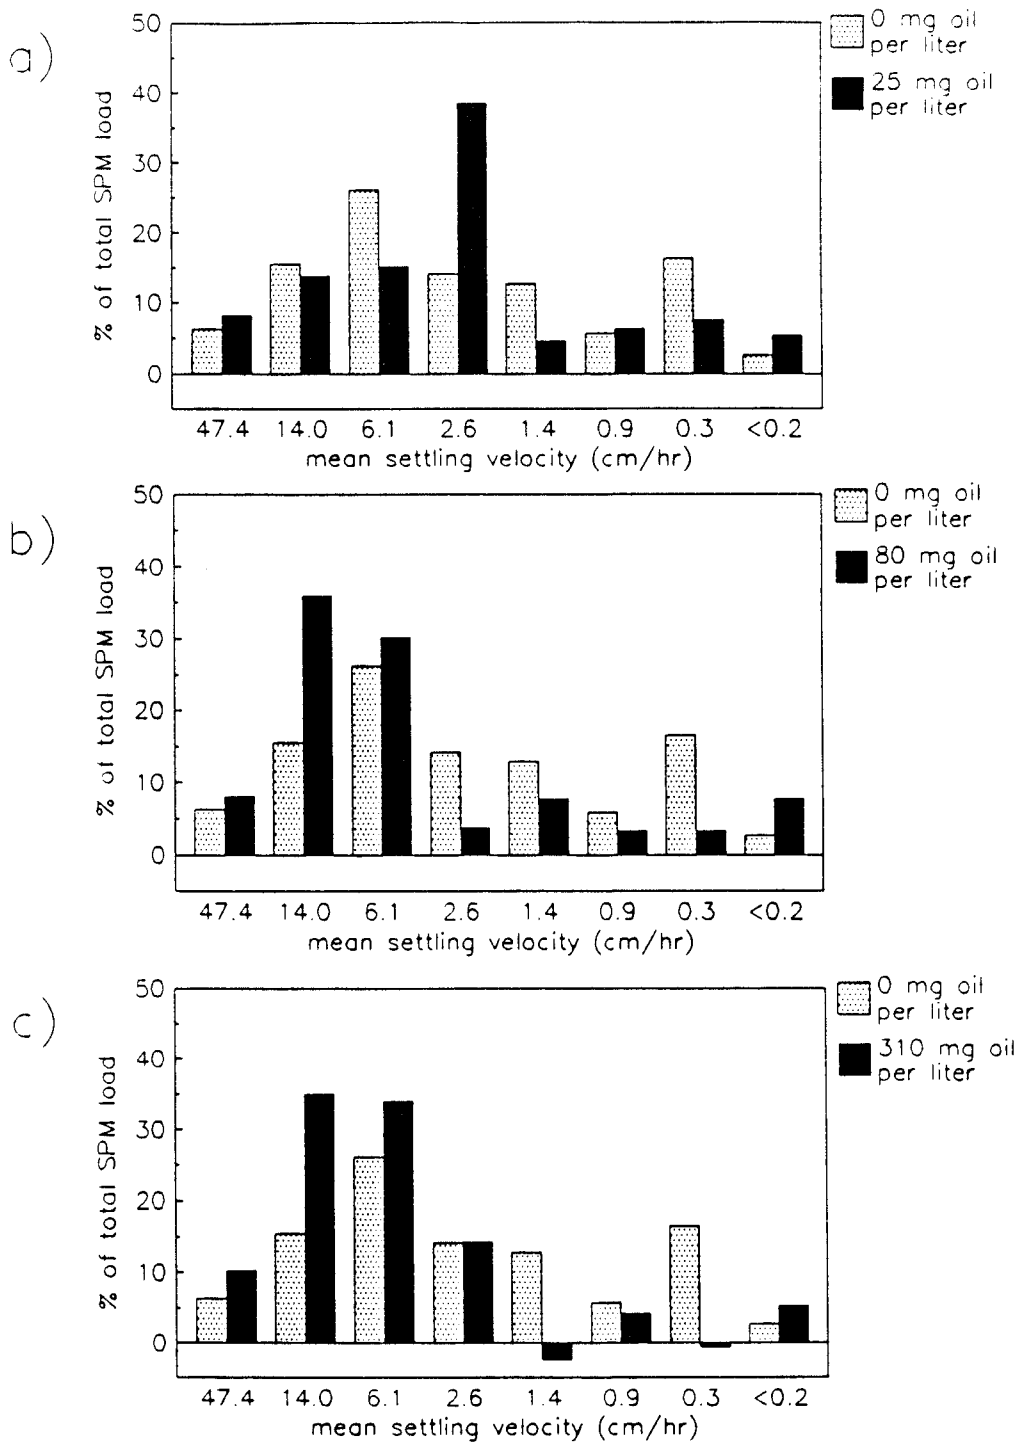 a)
50
40
30
20
10
0
% of total SPM load
0 mg oil
per liter
25 mg oil
per liter
47.4 14.0 6.1 2.6 1.4 0.9 0.3 <0.2
mean settling velocity (cm/hr)
b)
50
40
30
20
10
0
% of total SPM load
0 mg oil
per liter
80 mg oil
per liter
47.4 14.0 6.1 2.6 1.4 0.9 0.3 <0.2
mean settling velocity (cm/hr)
c)
50
40
30
20
10
0
% of total SPM load
0 mg oil
per liter
310 mg oil
per liter
47.4 14.0 6.1 2.6 1.4 0.9 0.3 <0.2
mean settling velocity (cm/hr)